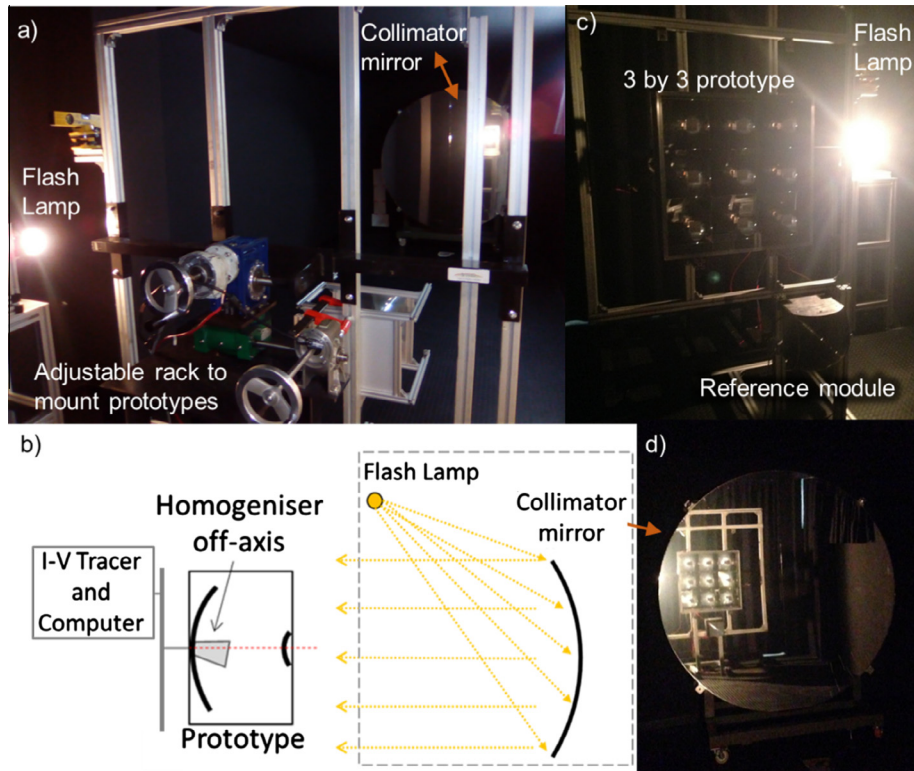 a)
Collimator
mirror
Flash
Lamp
Adjustable rack to
mount prototypes
c)
Flash
Lamp
3 by 3 prototype
Reference module
b)
Flash Lamp
Homogeniser
off-axis
I-V Tracer
and
Computer
Prototype
Collimator
mirror
d)